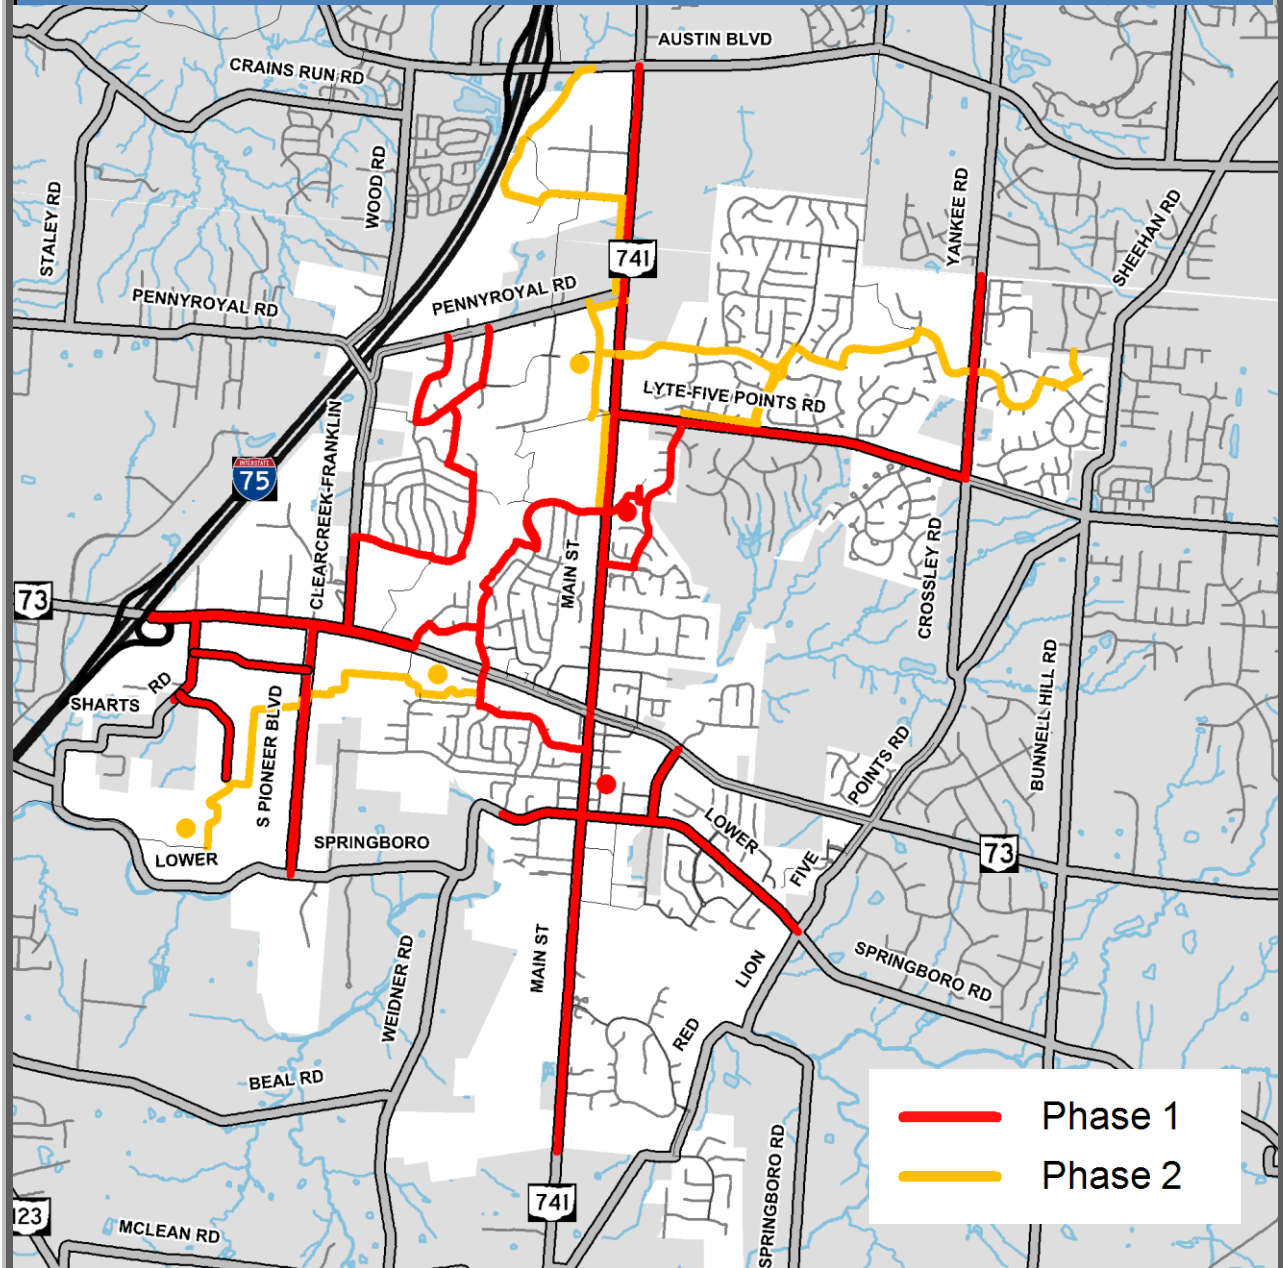 AUSTIN BLVD
CRAINS RUN RD
WOOD RD
STALEY RD
YANKEE RD
SHEEHAN RD
741
PENNYROYAL RD
PENNYROYAL RD
LYTE-FIVE POINTS RD
CLEARCREEK-FRANKLIN
INTERSTATE
75
MAIN ST
CROSSLEY RD
73
SHARTS RD
S PIONEER BLVD
BUNNELL HILL RD
POINTS RD
LOWER
SPRINGBORO
LOWER
FIVE
73
MAIN ST
WEIDNER RD
LION
SPRINGBORO RD
RED
BEAL RD
Phase 1
Phase 2
SPRINGBORO RD
741
123
MCLEAN RD